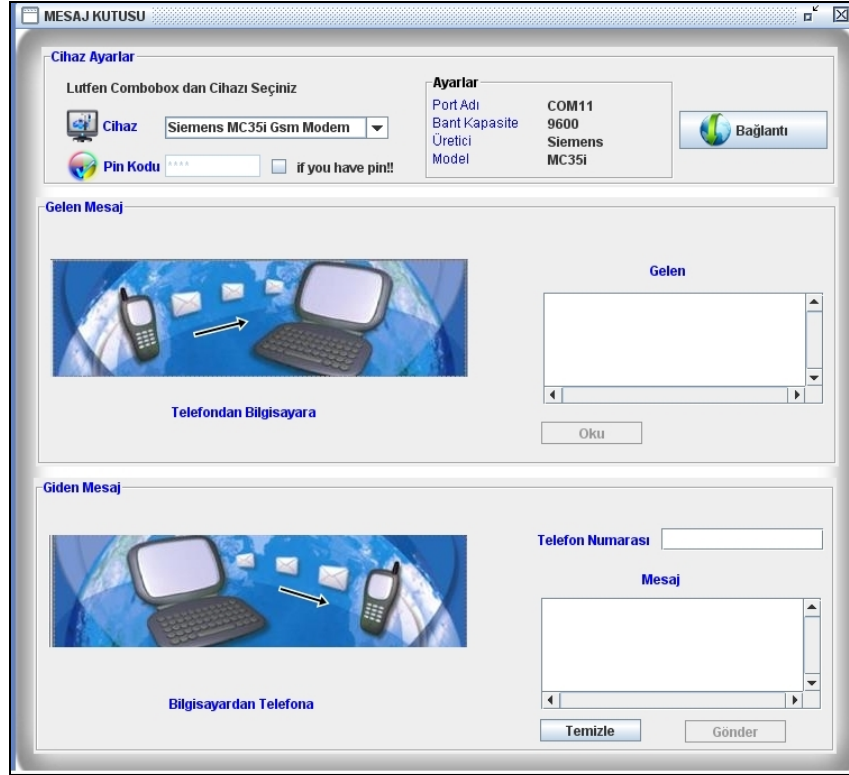 MESAJ KUTUSU
Cihaz Ayarlar
Lutfen Combobox dan Cihazı Seçiniz
Cihaz
Siemens MC35i Gsm Modem
Pin Kodu
****
if you have pin!!
Ayarlar
Port Adı COM11
Bant Kapasite 9600
Üretici Siemens
Model MC35i
Bağlantı
Gelen Mesaj
Telefondan Bilgisayara
Gelen
Oku
Giden Mesaj
Bilgisayardan Telefona
Telefon Numarası
Mesaj
Temizle
Gönder